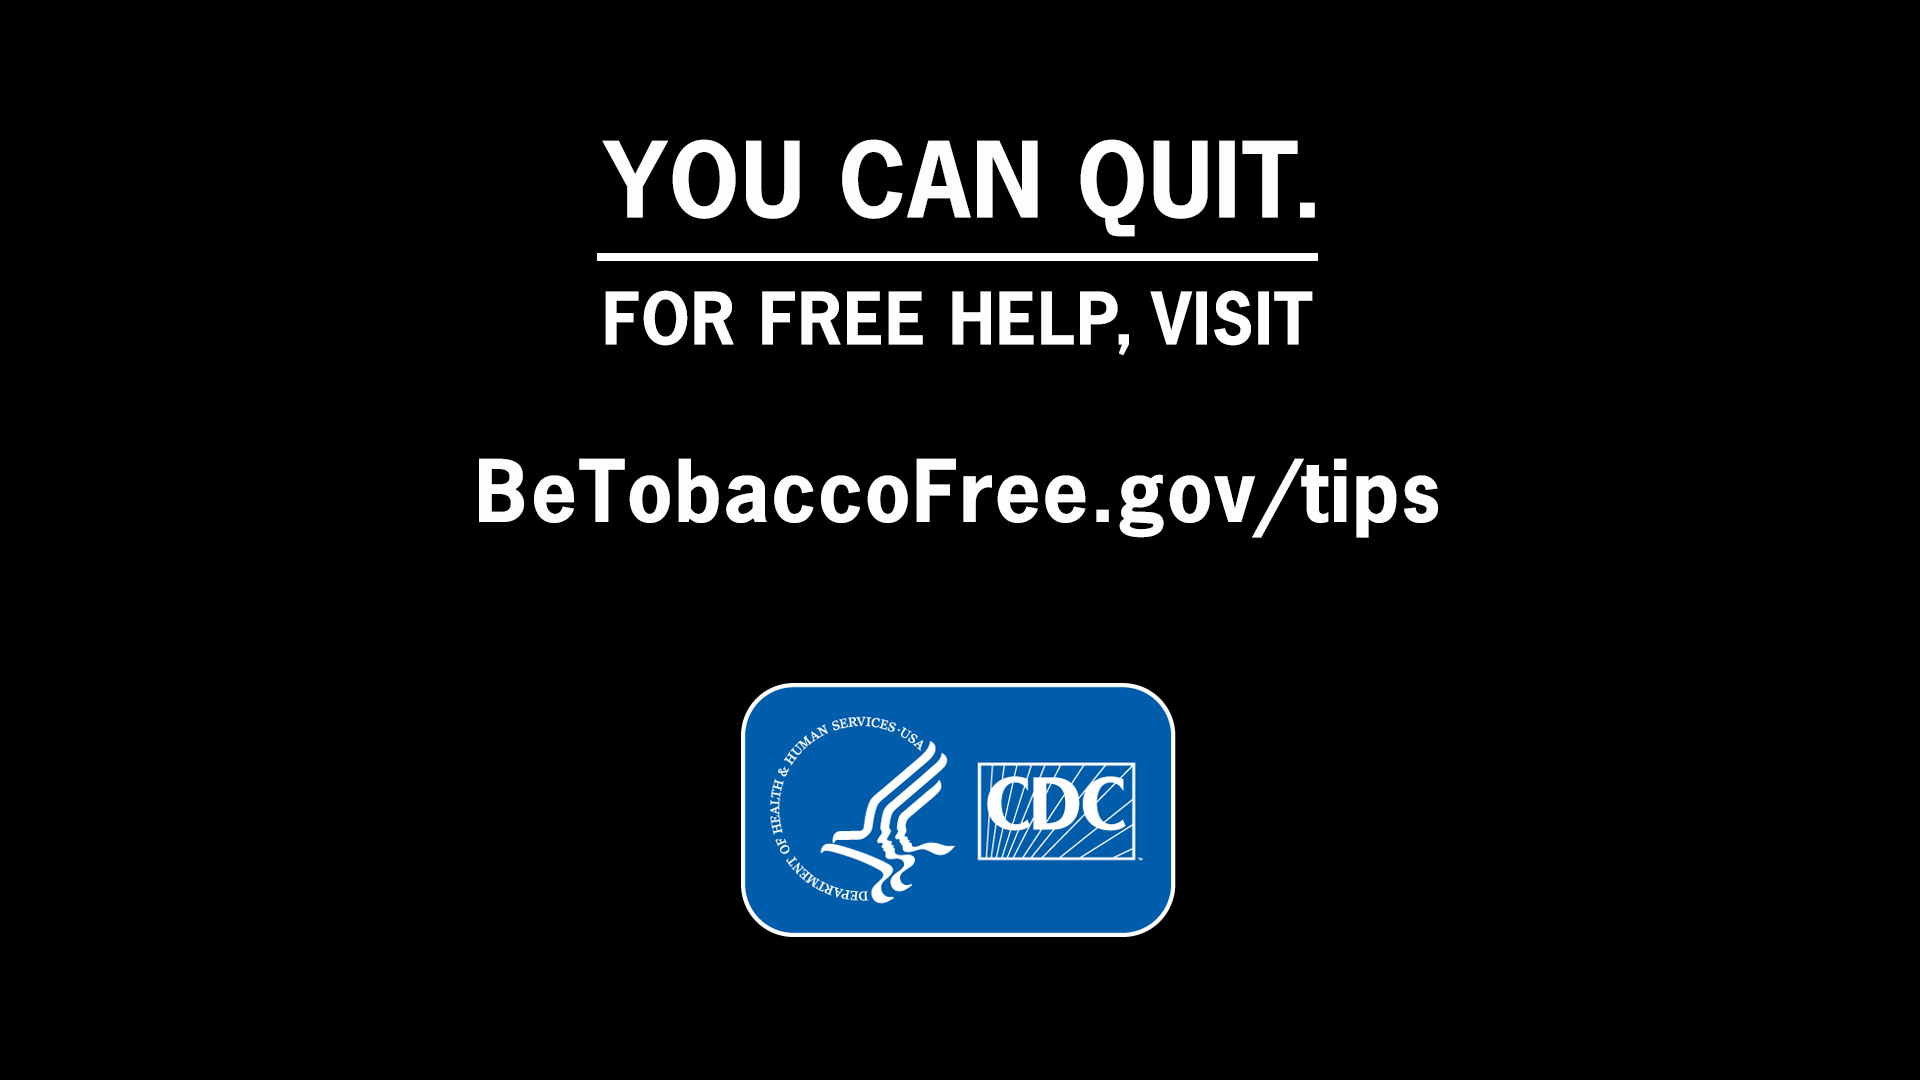 YOU CAN QUIT.
FOR FREE HELP, VISIT
BeTobaccoFree.gov/tips
DEPARTMENT OF HEALTH & HUMAN SERVICES·USA
CDC